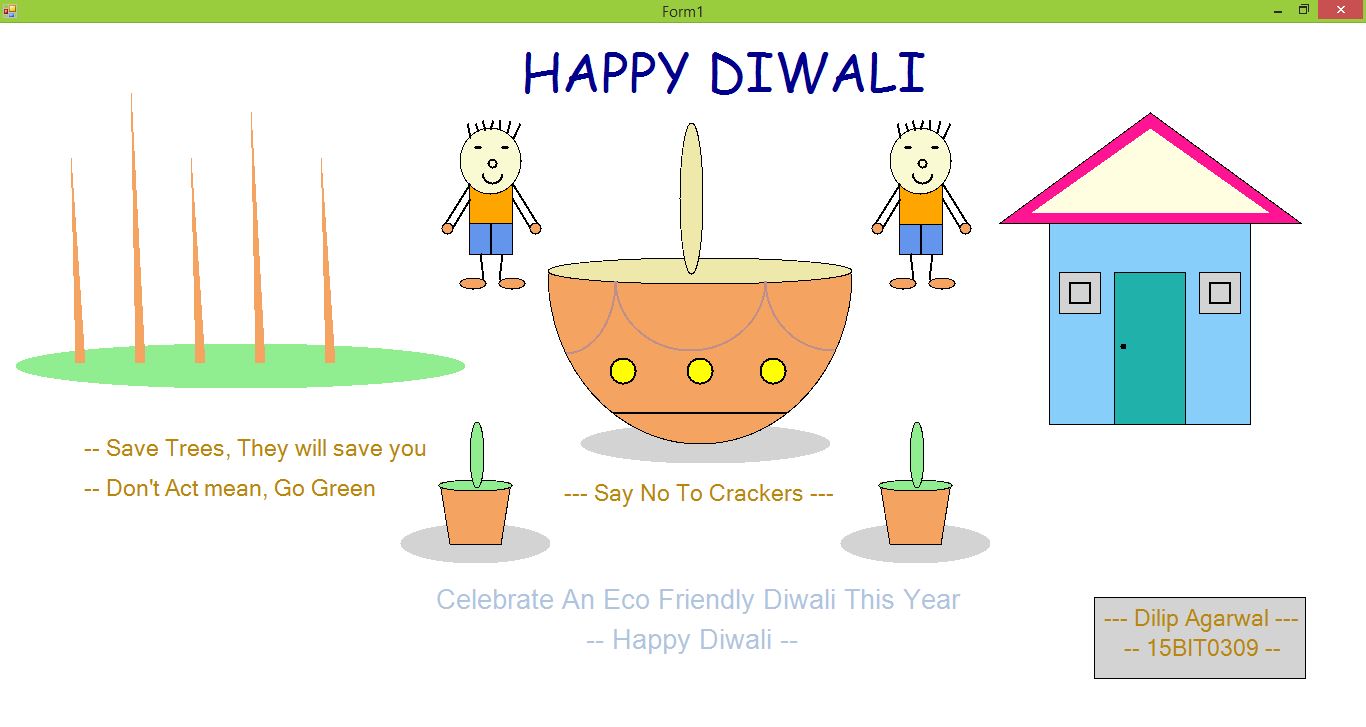 Form1
HAPPY DIWALI
-- Save Trees, They will save you
-- Don't Act mean, Go Green
--- Say No To Crackers ---
Celebrate An Eco Friendly Diwali This Year
-- Happy Diwali --
--- Dilip Agarwal ---
-- 15BIT0309 --